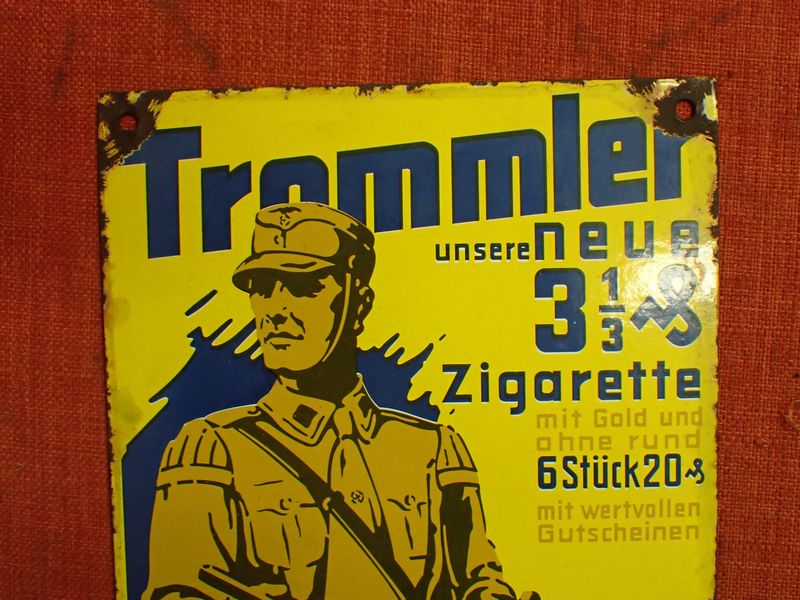 Trommler
unsere neue
3 1/3 ₰
Zigarette
mit Gold und
ohne rund
6 Stück 20 ₰
mit wertvollen
Gutscheinen